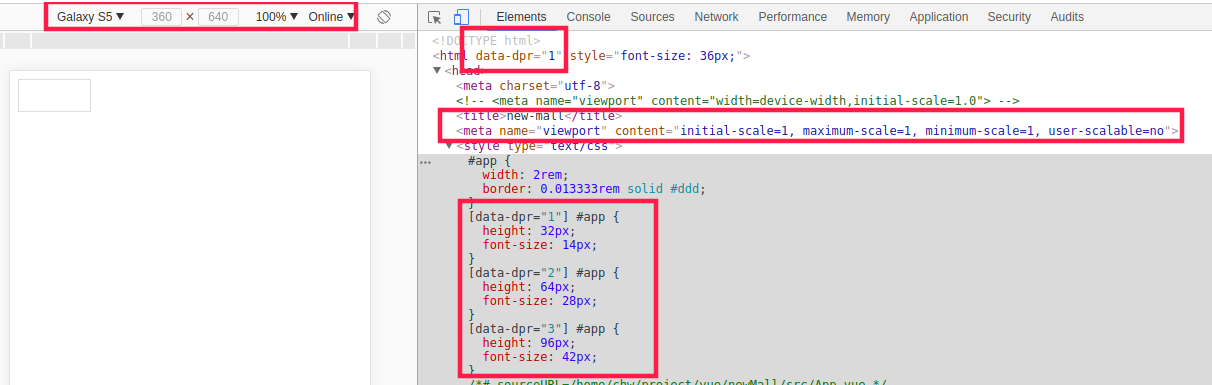 Galaxy S5 ▼ 360 × 640 100% ▼ Online ▼
Elements Console Sources Network Performance Memory Application Security Audits
<!DOCTYPE html>
<html data-dpr="1" style="font-size: 36px;">
▼<head>
<meta charset="utf-8">
<!-- <meta name="viewport" content="width=device-width,initial-scale=1.0"> -->
<title>new-mall</title>
<meta name="viewport" content="initial-scale=1, maximum-scale=1, minimum-scale=1, user-scalable=no">
▼<style type="text/css">
… #app {
width: 2rem;
border: 0.013333rem solid #ddd;
}
[data-dpr="1"] #app {
height: 32px;
font-size: 14px;
}
[data-dpr="2"] #app {
height: 64px;
font-size: 28px;
}
[data-dpr="3"] #app {
height: 96px;
font-size: 42px;
}
/*# sourceURL=/home/chw/project/vue/newMall/src/App.vue */